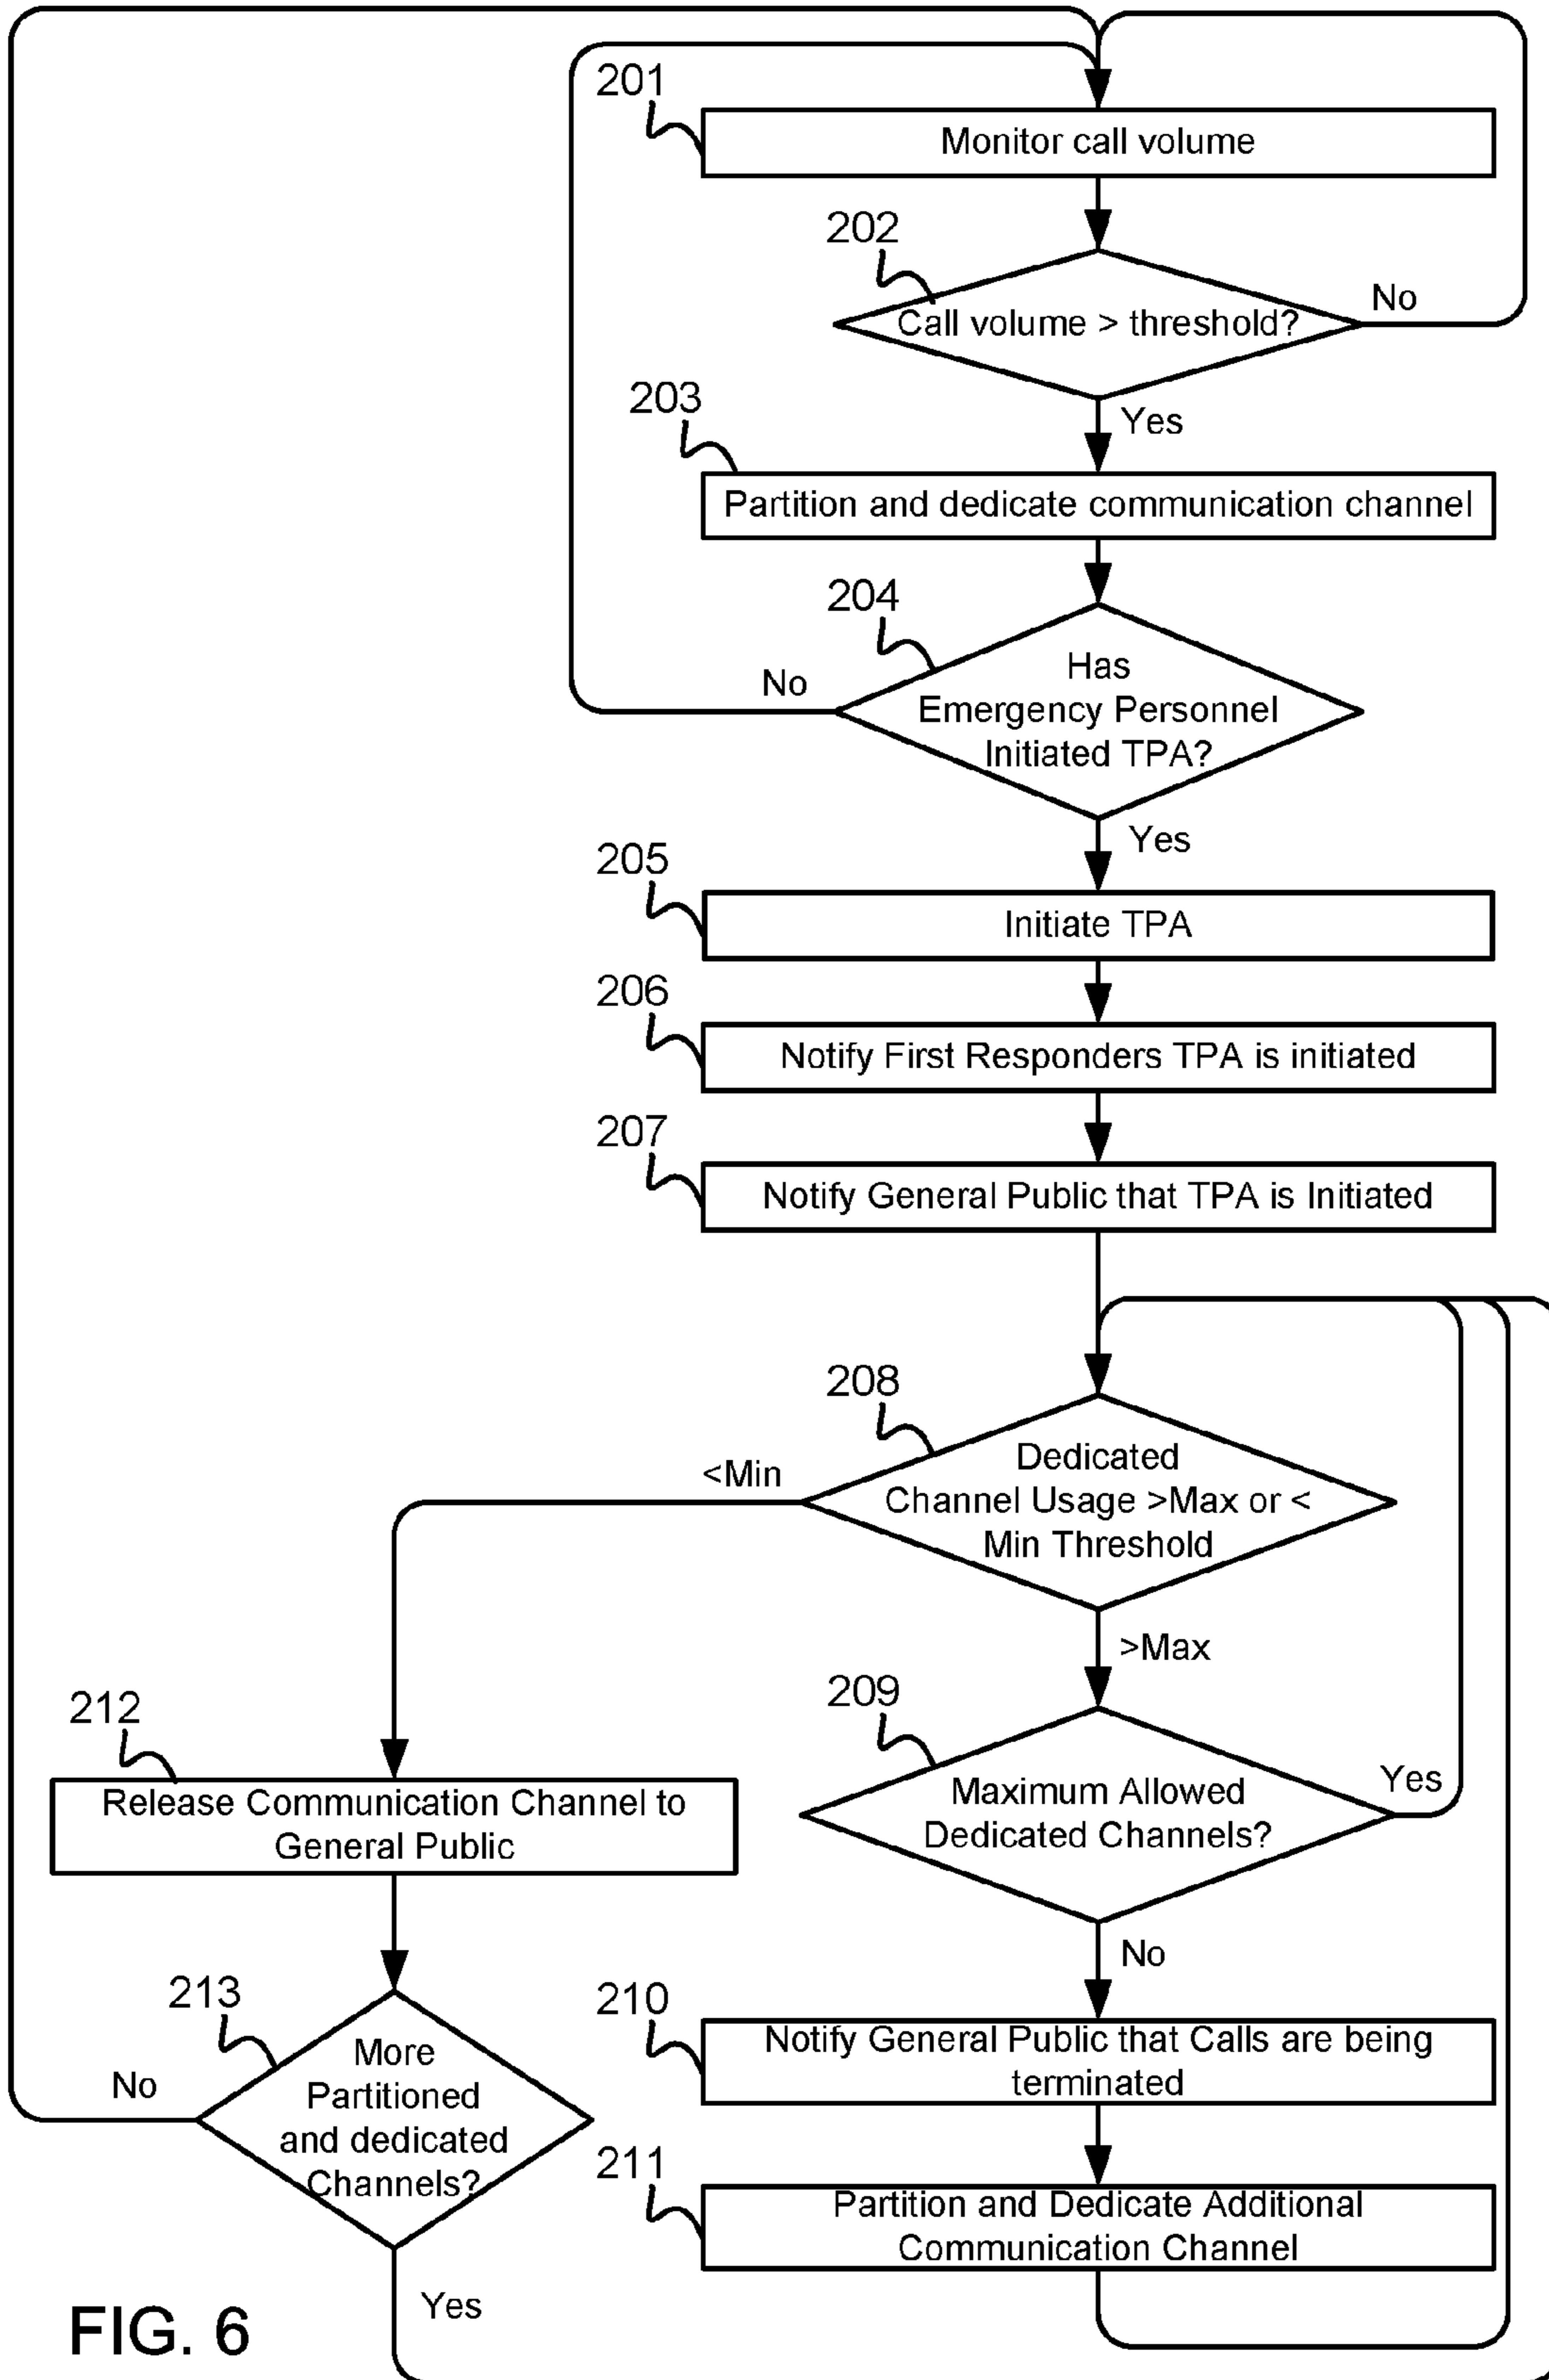 201
Monitor call volume
202
Call volume > threshold?
No
Yes
203
Partition and dedicate communication channel
204
Has
Emergency Personnel
Initiated TPA?
No
Yes
205
Initiate TPA
206
Notify First Responders TPA is initiated
207
Notify General Public that TPA is Initiated
208
Dedicated
Channel Usage >Max or <
Min Threshold
<Min
>Max
209
Maximum Allowed
Dedicated Channels?
Yes
No
212
Release Communication Channel to
General Public
213
More
Partitioned
and dedicated
Channels?
No
Yes
210
Notify General Public that Calls are being
terminated
211
Partition and Dedicate Additional
Communication Channel
FIG. 6